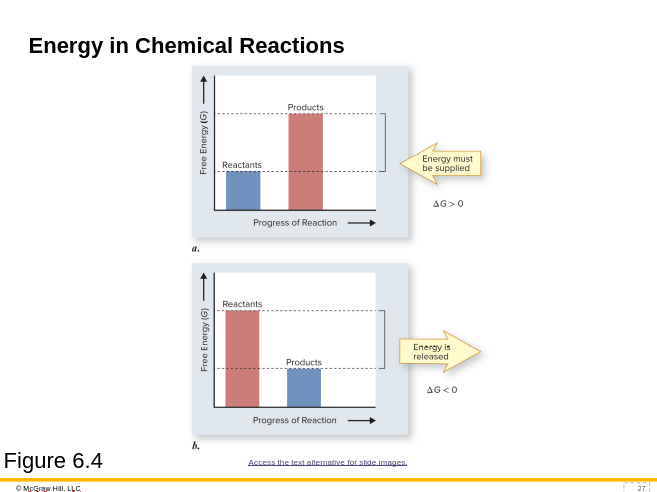 Energy in Chemical Reactions
Products
Reactants
Free Energy (G)
Energy must
be supplied
ΔG > 0
Progress of Reaction
a.
Reactants
Products
Free Energy (G)
Energy is
released
ΔG < 0
Progress of Reaction
b.
Figure 6.4
Access the text alternative for slide images.
© McGraw Hill, LLC
27